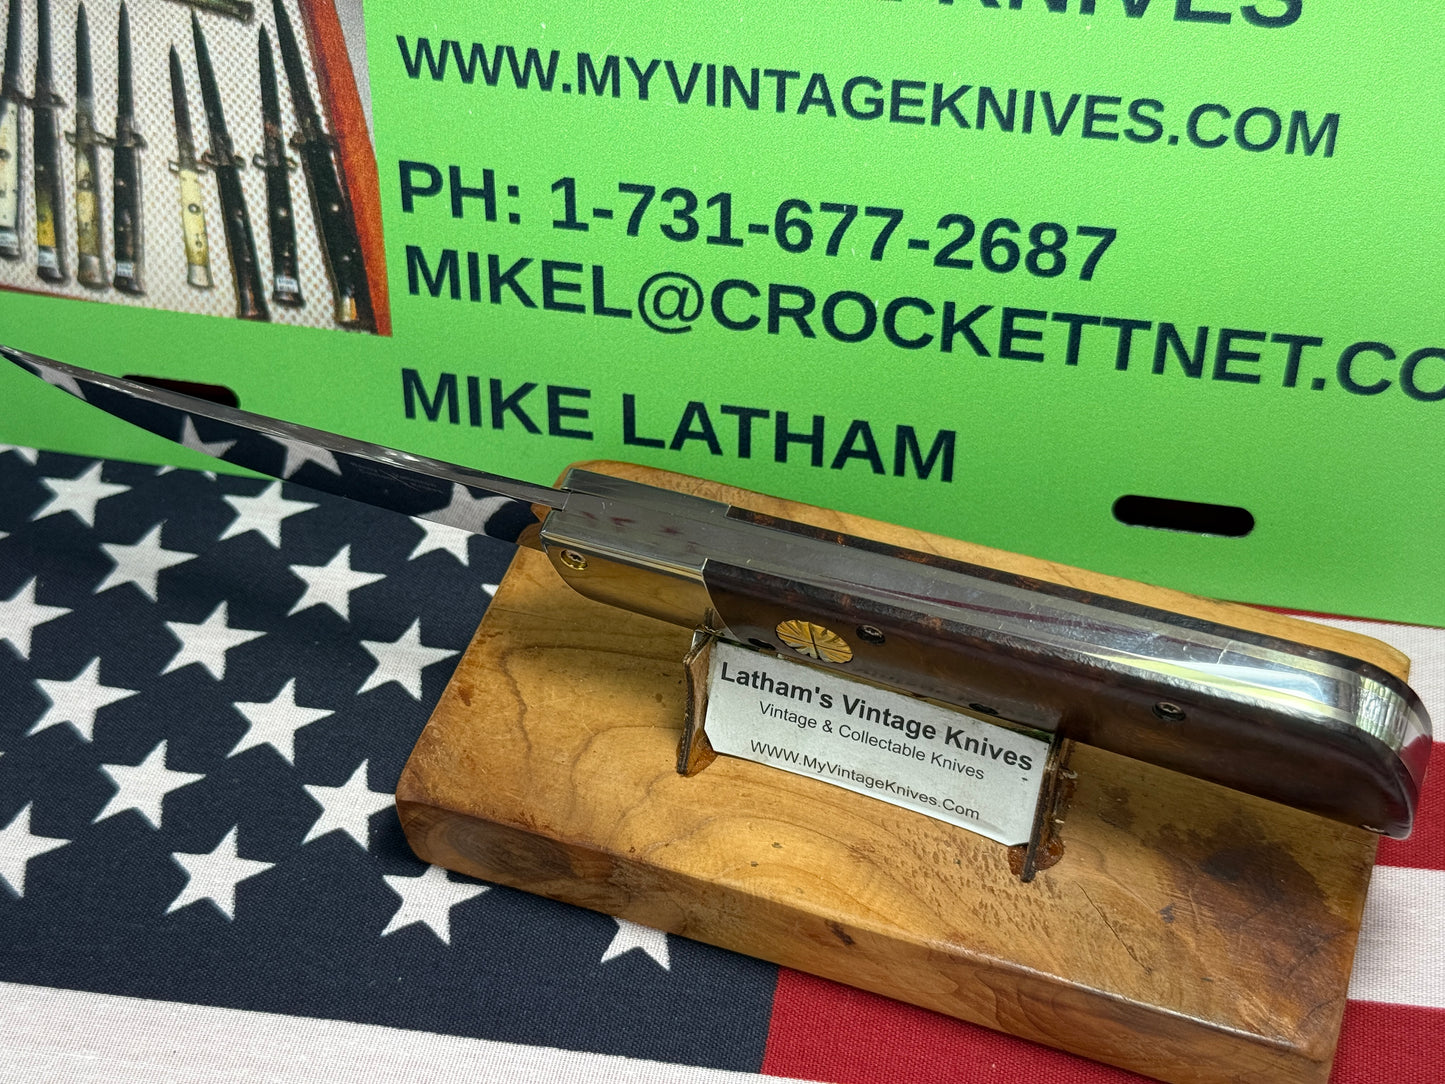 KNIVES
WWW.MYVINTAGEKNIVES.COM
PH: 1-731-677-2687
MIKEL@CROCKETTNET.CO
MIKE LATHAM
Latham's Vintage Knives
Vintage & Collectable Knives
WWW.MyVintageKnives.Com